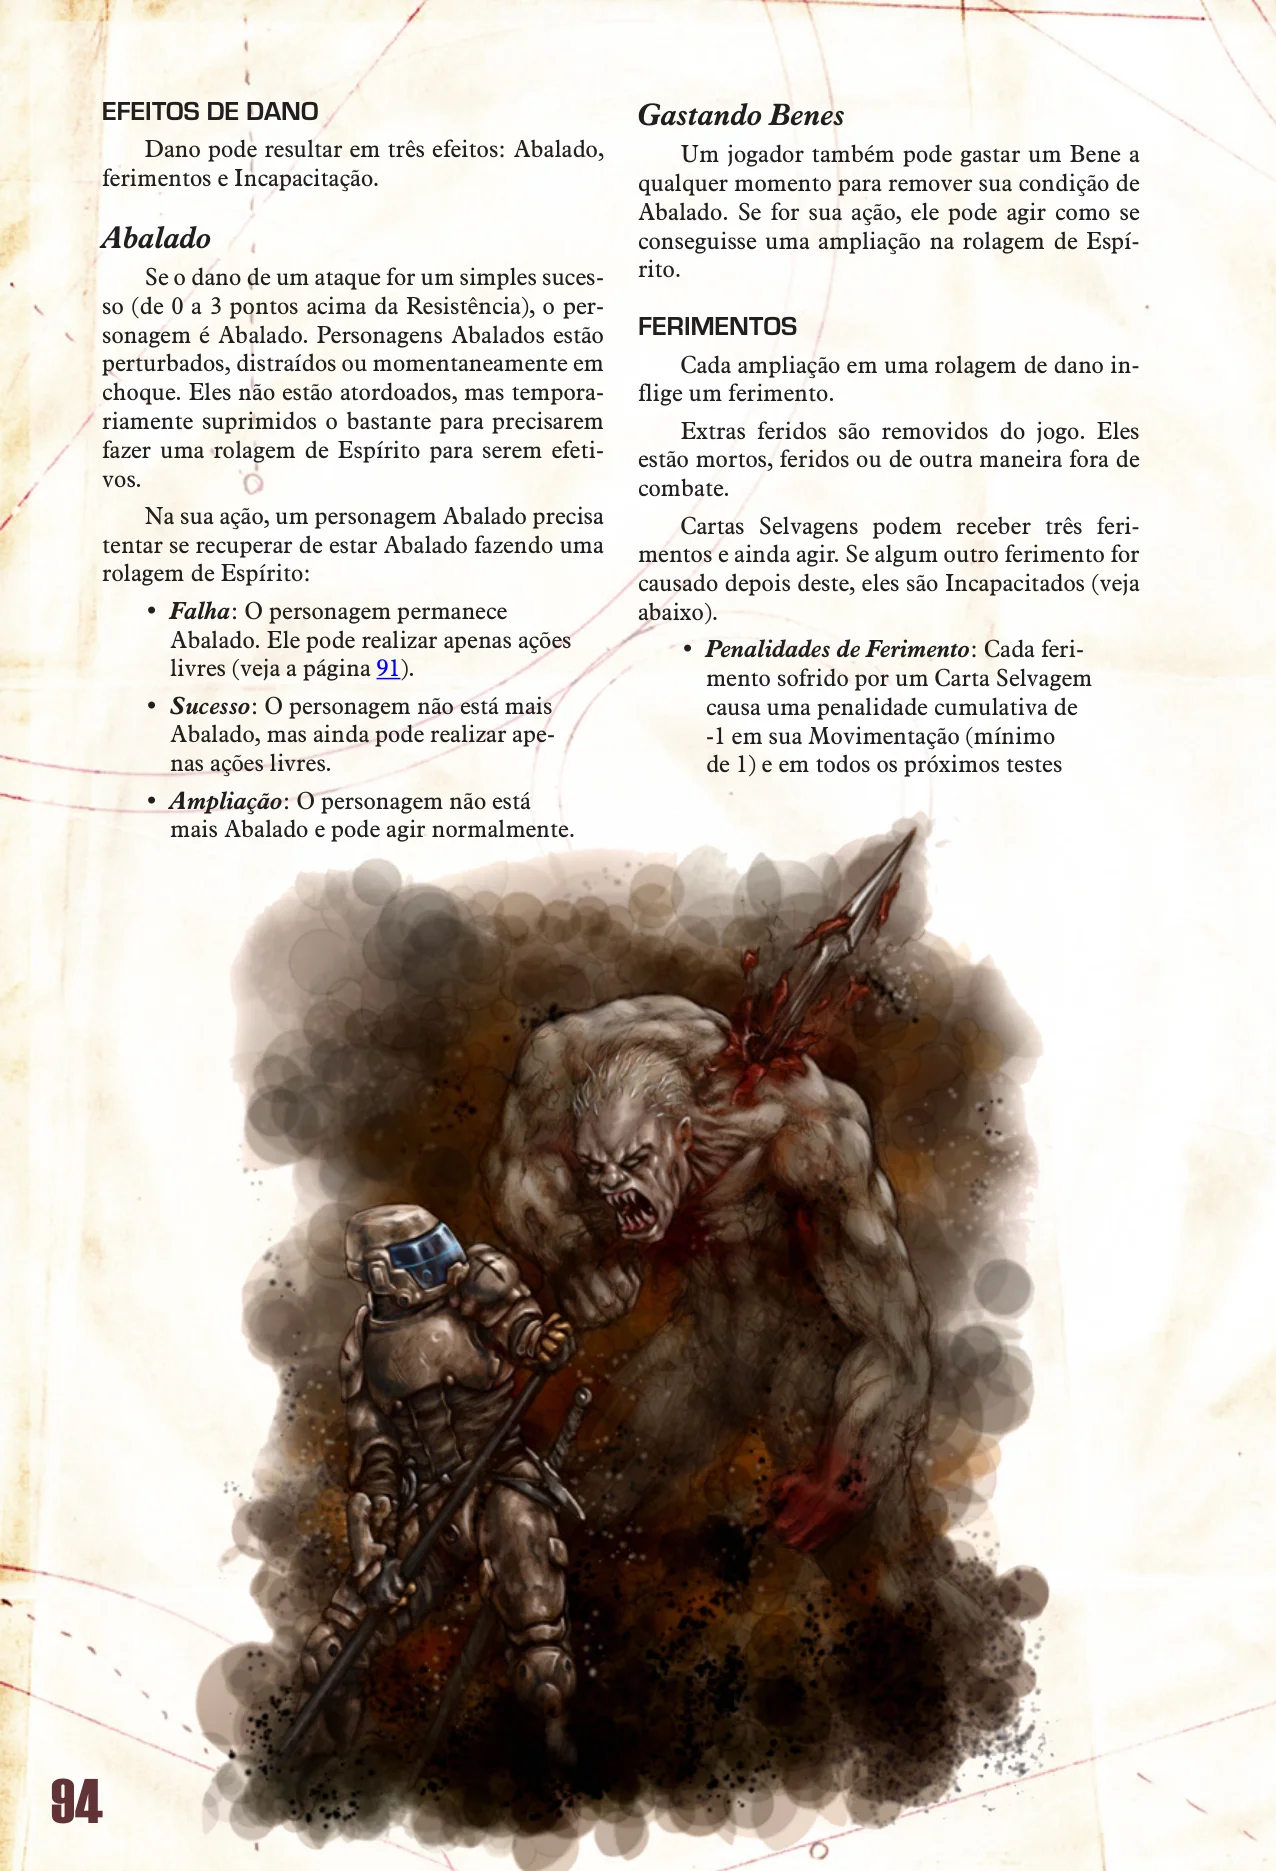 EFEITOS DE DANO
Dano pode resultar em três efeitos: Abalado,
ferimentos e Incapacitação.
Abalado
Se o dano de um ataque for um simples suces-
so (de 0 a 3 pontos acima da Resistência), o per-
sonagem é Abalado. Personagens Abalados estão
perturbados, distraídos ou momentaneamente em
choque. Eles não estão atordoados, mas tempora-
riamente suprimidos o bastante para precisarem
fazer uma rolagem de Espírito para serem efeti-
vos.
Na sua ação, um personagem Abalado precisa
tentar se recuperar de estar Abalado fazendo uma
rolagem de Espírito:
• Falha: O personagem permanece
Abalado. Ele pode realizar apenas ações
livres (veja a página 91).
• Sucesso: O personagem não está mais
Abalado, mas ainda pode realizar ape-
nas ações livres.
• Ampliação: O personagem não está
mais Abalado e pode agir normalmente.
Gastando Benes
Um jogador também pode gastar um Bene a
qualquer momento para remover sua condição de
Abalado. Se for sua ação, ele pode agir como se
conseguisse uma ampliação na rolagem de Espí-
rito.
FERIMENTOS
Cada ampliação em uma rolagem de dano in-
flige um ferimento.
Extras feridos são removidos do jogo. Eles
estão mortos, feridos ou de outra maneira fora de
combate.
Cartas Selvagens podem receber três feri-
mentos e ainda agir. Se algum outro ferimento for
causado depois deste, eles são Incapacitados (veja
abaixo).
• Penalidades de Ferimento: Cada feri-
mento sofrido por um Carta Selvagem
causa uma penalidade cumulativa de
-1 em sua Movimentação (mínimo
de 1) e em todos os próximos testes
94